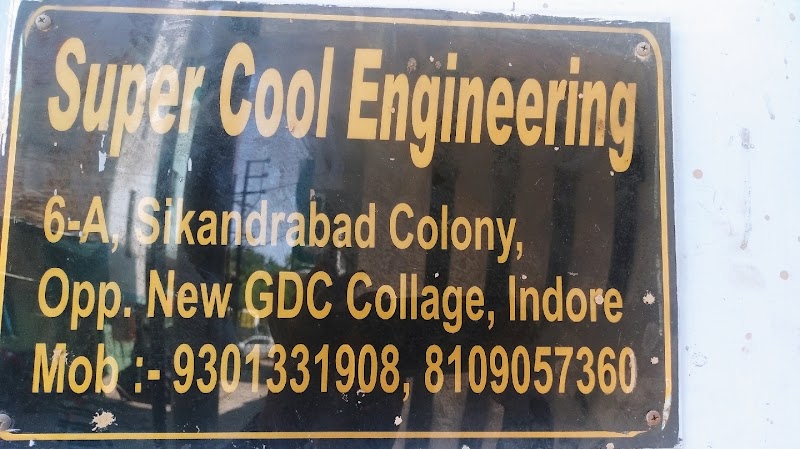 Super Cool Engineering
6-A, Sikandrabad Colony,
Opp. New GDC Collage, Indore
Mob :- 9301331908, 8109057360